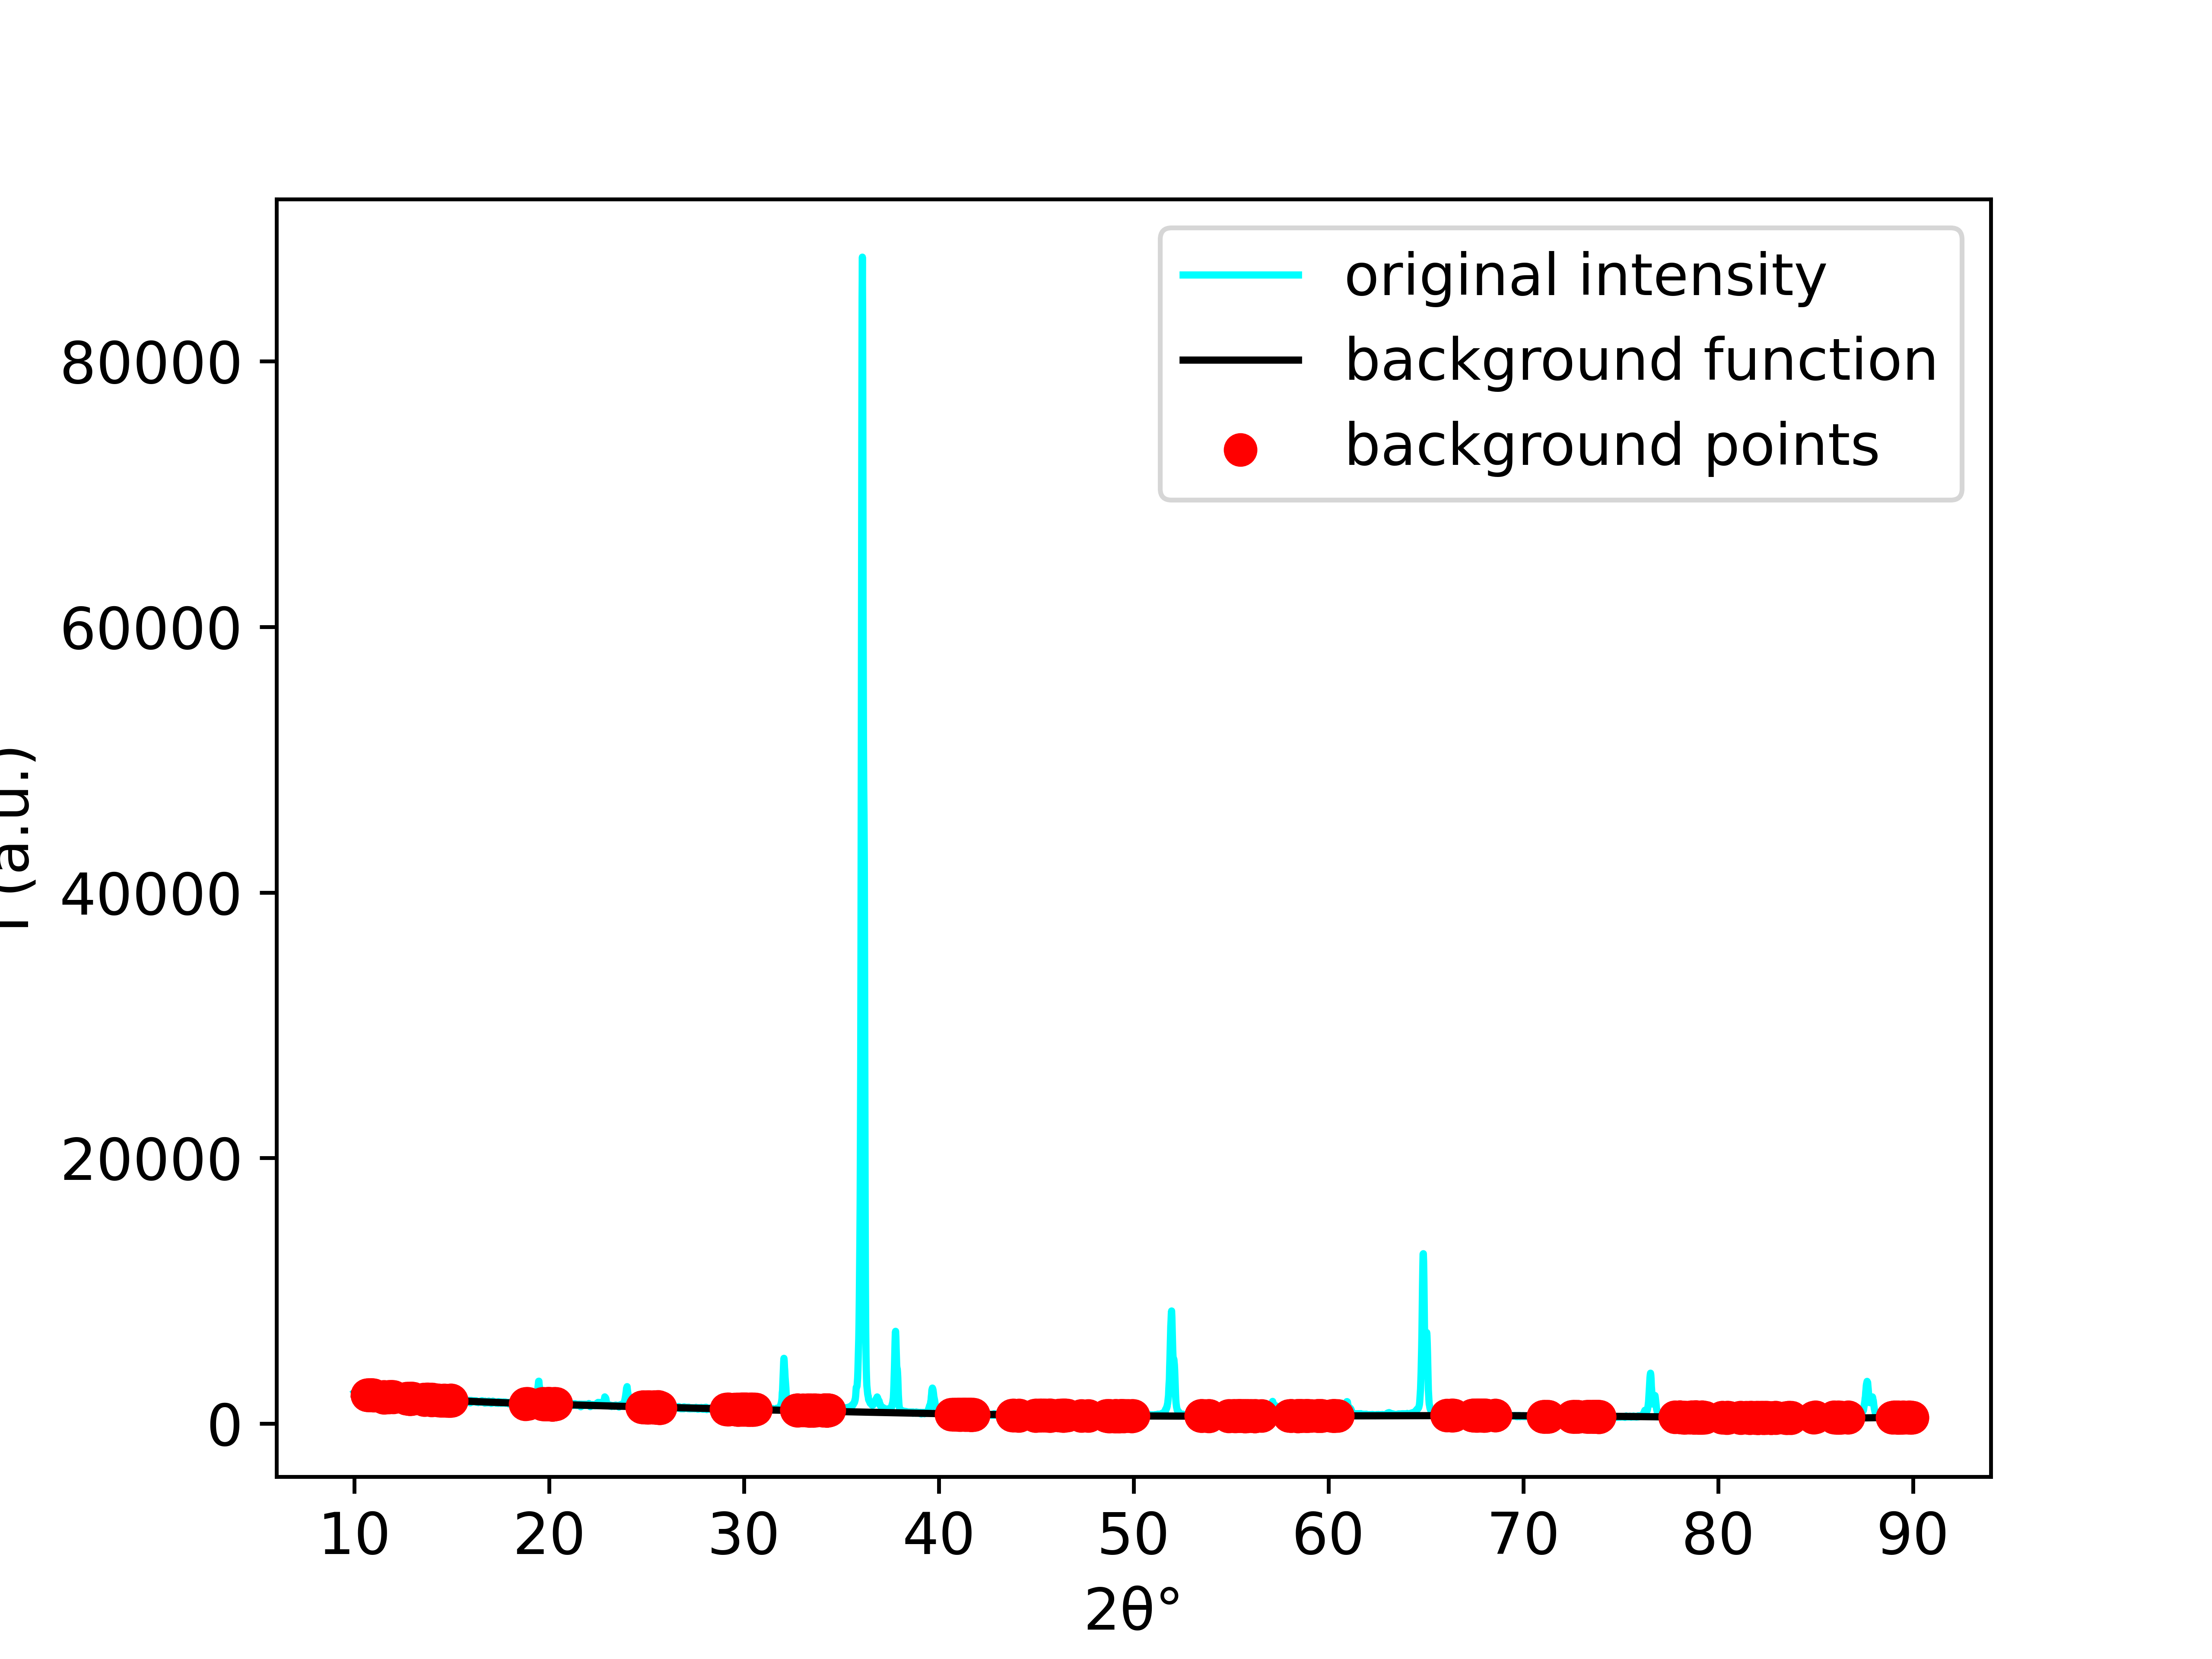 original intensity
background function
background points
80000
60000
40000
20000
0
I (a.u.)
10 20 30 40 50 60 70 80 90
2θ°